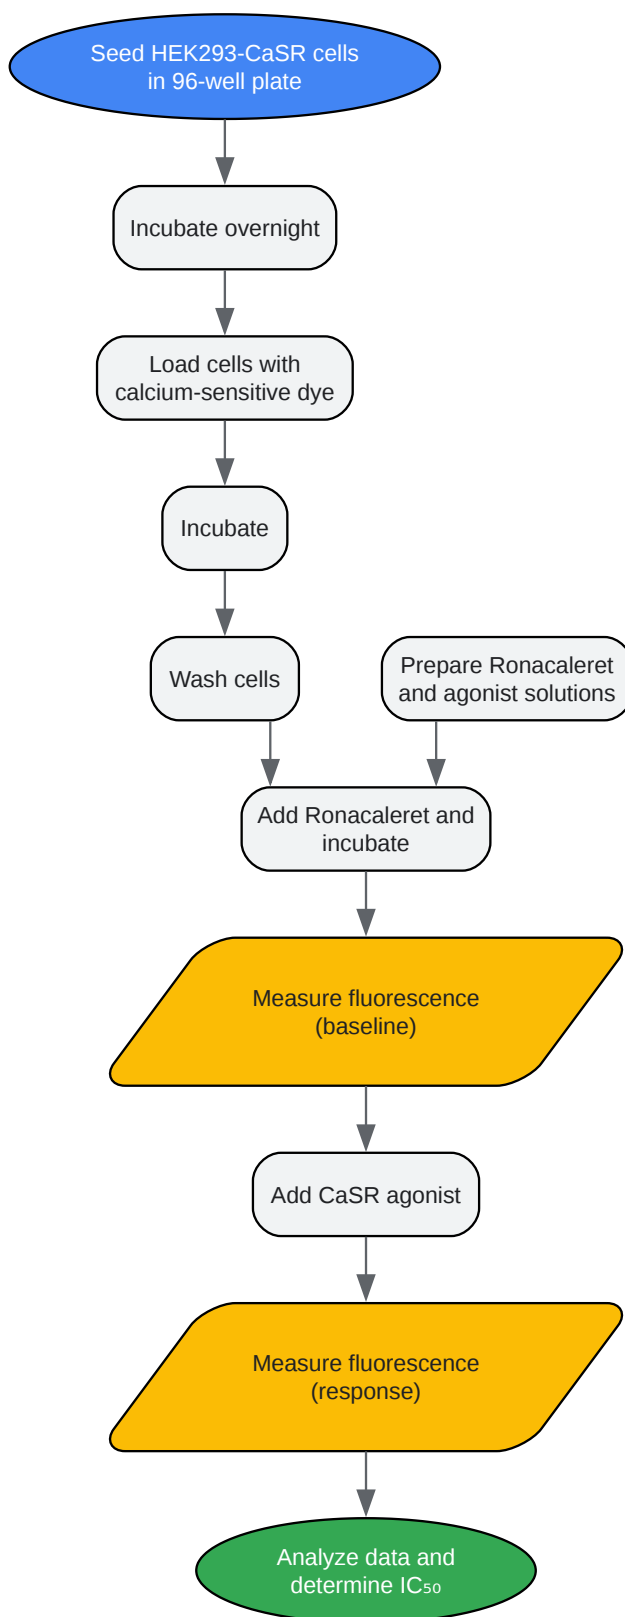 Seed HEK293-CaSR cells
in 96-well plate
Incubate overnight
Load cells with
calcium-sensitive dye
Incubate
Wash cells
Prepare Ronacaleret
and agonist solutions
Add Ronacaleret and
incubate
Measure fluorescence
(baseline)
Add CaSR agonist
Measure fluorescence
(response)
Analyze data and
determine IC₅₀